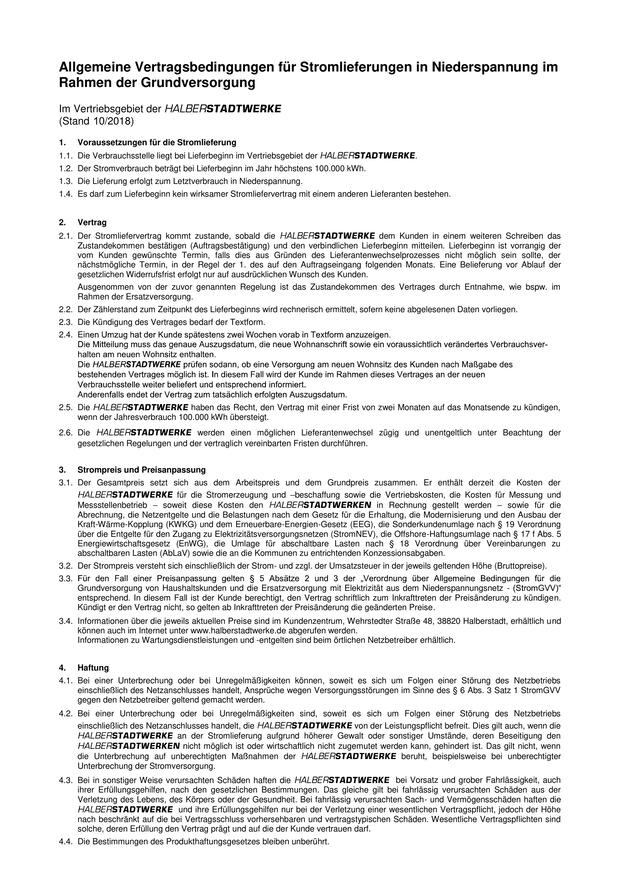 Allgemeine Vertragsbedingungen für Stromlieferungen in Niederspannung im
Rahmen der Grundversorgung
Im Vertriebsgebiet der HALBERSTADTWERKE
(Stand 10/2018)
1. Voraussetzungen für die Stromlieferung
1.1. Die Verbrauchsstelle liegt bei Lieferbeginn im Vertriebsgebiet der HALBERSTADTWERKE.
1.2. Der Stromverbrauch beträgt bei Lieferbeginn im Jahr höchstens 100.000 kWh.
1.3. Die Lieferung erfolgt zum Letztverbrauch in Niederspannung.
1.4. Es darf zum Lieferbeginn kein wirksamer Stromliefervertrag mit einem anderen Lieferanten bestehen.
2. Vertrag
2.1. Der Stromliefervertrag kommt zustande, sobald die HALBERSTADTWERKE dem Kunden in einem weiteren Schreiben das
Zustandekommen bestätigen (Auftragsbestätigung) und den verbindlichen Lieferbeginn mitteilen. Lieferbeginn ist vorrangig der
vom Kunden gewünschte Termin, falls dies aus Gründen des Lieferantenwechselprozesses nicht möglich sein sollte, der
nächstmögliche Termin, in der Regel der 1. des auf den Auftragseingang folgenden Monats. Eine Belieferung vor Ablauf der
gesetzlichen Widerrufsfrist erfolgt nur auf ausdrücklichen Wunsch des Kunden.
Ausgenommen von der zuvor genannten Regelung ist das Zustandekommen des Vertrages durch Entnahme, wie bspw. im
Rahmen der Ersatzversorgung.
2.2. Der Zählerstand zum Zeitpunkt des Lieferbeginns wird rechnerisch ermittelt, sofern keine abgelesenen Daten vorliegen.
2.3. Die Kündigung des Vertrages bedarf der Textform.
2.4. Einen Umzug hat der Kunde spätestens zwei Wochen vorab in Textform anzuzeigen.
Die Mitteilung muss das genaue Auszugsdatum, die neue Wohnanschrift sowie ein voraussichtlich verändertes Verbrauchsver-
halten am neuen Wohnsitz enthalten.
Die HALBERSTADTWERKE prüfen sodann, ob eine Versorgung am neuen Wohnsitz des Kunden nach Maßgabe des
bestehenden Vertrages möglich ist. In diesem Fall wird der Kunde im Rahmen dieses Vertrages an der neuen
Verbrauchsstelle weiter beliefert und entsprechend informiert.
Anderenfalls endet der Vertrag zum tatsächlich erfolgten Auszugsdatum.
2.5. Die HALBERSTADTWERKE haben das Recht, den Vertrag mit einer Frist von zwei Monaten auf das Monatsende zu kündigen,
wenn der Jahresverbrauch 100.000 kWh übersteigt.
2.6. Die HALBERSTADTWERKE werden einen möglichen Lieferantenwechsel zügig und unentgeltlich unter Beachtung der
gesetzlichen Regelungen und der vertraglich vereinbarten Fristen durchführen.
3. Strompreis und Preisanpassung
3.1. Der Gesamtpreis setzt sich aus dem Arbeitspreis und dem Grundpreis zusammen. Er enthält derzeit die Kosten der
HALBERSTADTWERKE für die Stromerzeugung und –beschaffung sowie die Vertriebskosten, die Kosten für Messung und
Messstellenbetrieb – soweit diese Kosten den HALBERSTADTWERKEN in Rechnung gestellt werden – sowie für die
Abrechnung, die Netzentgelte und die Belastungen nach dem Gesetz für die Erhaltung, die Modernisierung und den Ausbau der
Kraft-Wärme-Kopplung (KWKG) und dem Erneuerbare-Energien-Gesetz (EEG), die Sonderkundenumlage nach § 19 Verordnung
über die Entgelte für den Zugang zu Elektrizitätsversorgungsnetzen (StromNEV), die Offshore-Haftungsumlage nach § 17 f Abs. 5
Energiewirtschaftsgesetz (EnWG), die Umlage für abschaltbare Lasten nach § 18 Verordnung über Vereinbarungen zu
abschaltbaren Lasten (AbLaV) sowie die an die Kommunen zu entrichtenden Konzessionsabgaben.
3.2. Der Strompreis versteht sich einschließlich der Strom- und zzgl. der Umsatzsteuer in der jeweils geltenden Höhe (Bruttopreise).
3.3. Für den Fall einer Preisanpassung gelten § 5 Absätze 2 und 3 der „Verordnung über Allgemeine Bedingungen für die
Grundversorgung von Haushaltskunden und die Ersatzversorgung mit Elektrizität aus dem Niederspannungsnetz - (StromGVV)"
entsprechend. In diesem Fall ist der Kunde berechtigt, den Vertrag schriftlich zum Inkrafttreten der Preisänderung zu kündigen.
Kündigt er den Vertrag nicht, so gelten ab Inkrafttreten der Preisänderung die geänderten Preise.
3.4. Informationen über die jeweils aktuellen Preise sind im Kundenzentrum, Wehrstedter Straße 48, 38820 Halberstadt, erhältlich und
können auch im Internet unter www.halberstadtwerke.de abgerufen werden.
Informationen zu Wartungsdienstleistungen und -entgelten sind beim örtlichen Netzbetreiber erhältlich.
4. Haftung
4.1. Bei einer Unterbrechung oder bei Unregelmäßigkeiten können, soweit es sich um Folgen einer Störung des Netzbetriebs
einschließlich des Netzanschlusses handelt, Ansprüche wegen Versorgungsstörungen im Sinne des § 6 Abs. 3 Satz 1 StromGVV
gegen den Netzbetreiber geltend gemacht werden.
4.2. Bei einer Unterbrechung oder bei Unregelmäßigkeiten sind, soweit es sich um Folgen einer Störung des Netzbetriebs
einschließlich des Netzanschlusses handelt, die HALBERSTADTWERKE von der Leistungspflicht befreit. Dies gilt auch, wenn die
HALBERSTADTWERKE an der Stromlieferung aufgrund höherer Gewalt oder sonstiger Umstände, deren Beseitigung den
HALBERSTADTWERKEN nicht möglich ist oder wirtschaftlich nicht zugemutet werden kann, gehindert ist. Das gilt nicht, wenn
die Unterbrechung auf unberechtigten Maßnahmen der HALBERSTADTWERKE beruht, beispielsweise bei unberechtigter
Unterbrechung der Stromversorgung.
4.3. Bei in sonstiger Weise verursachten Schäden haften die HALBERSTADTWERKE bei Vorsatz und grober Fahrlässigkeit, auch
ihrer Erfüllungsgehilfen, nach den gesetzlichen Bestimmungen. Das gleiche gilt bei fahrlässig verursachten Schäden aus der
Verletzung des Lebens, des Körpers oder der Gesundheit. Bei fahrlässig verursachten Sach- und Vermögensschäden haften die
HALBERSTADTWERKE und ihre Erfüllungsgehilfen nur bei der Verletzung einer wesentlichen Vertragspflicht, jedoch der Höhe
nach beschränkt auf die bei Vertragsschluss vorhersehbaren und vertragstypischen Schäden. Wesentliche Vertragspflichten sind
solche, deren Erfüllung den Vertrag prägt und auf die der Kunde vertrauen darf.
4.4. Die Bestimmungen des Produkthaftungsgesetzes bleiben unberührt.